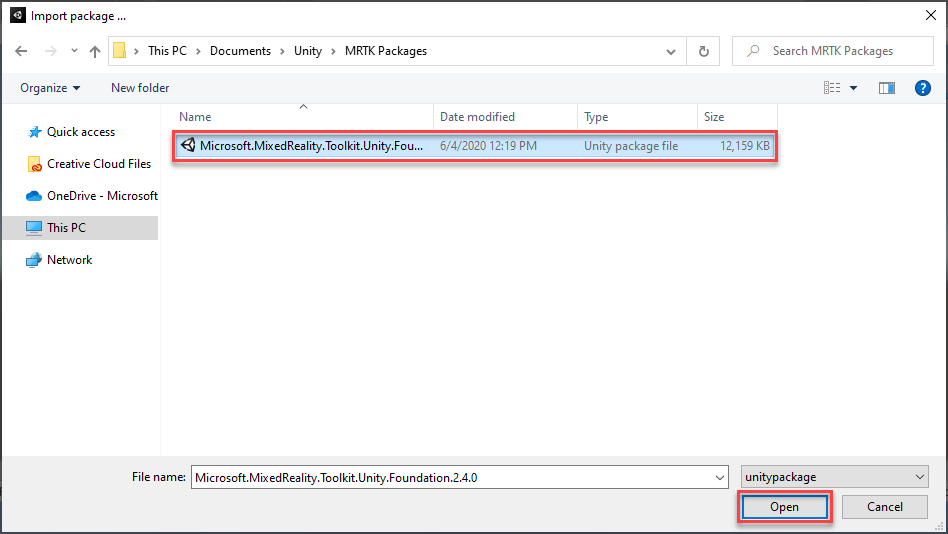 Import package ...
This PC > Documents > Unity > MRTK Packages
Search MRTK Packages
Organize
New folder
?
Name
Date modified
Type
Size
Microsoft.MixedReality.Toolkit.Unity.Fou...
6/4/2020 12:19 PM
Unity package file
12,159 KB
Quick access
Creative Cloud Files
OneDrive - Microsoft
This PC
Network
File name:
Microsoft.MixedReality.Toolkit.Unity.Foundation.2.4.0
unitypackage
Open
Cancel